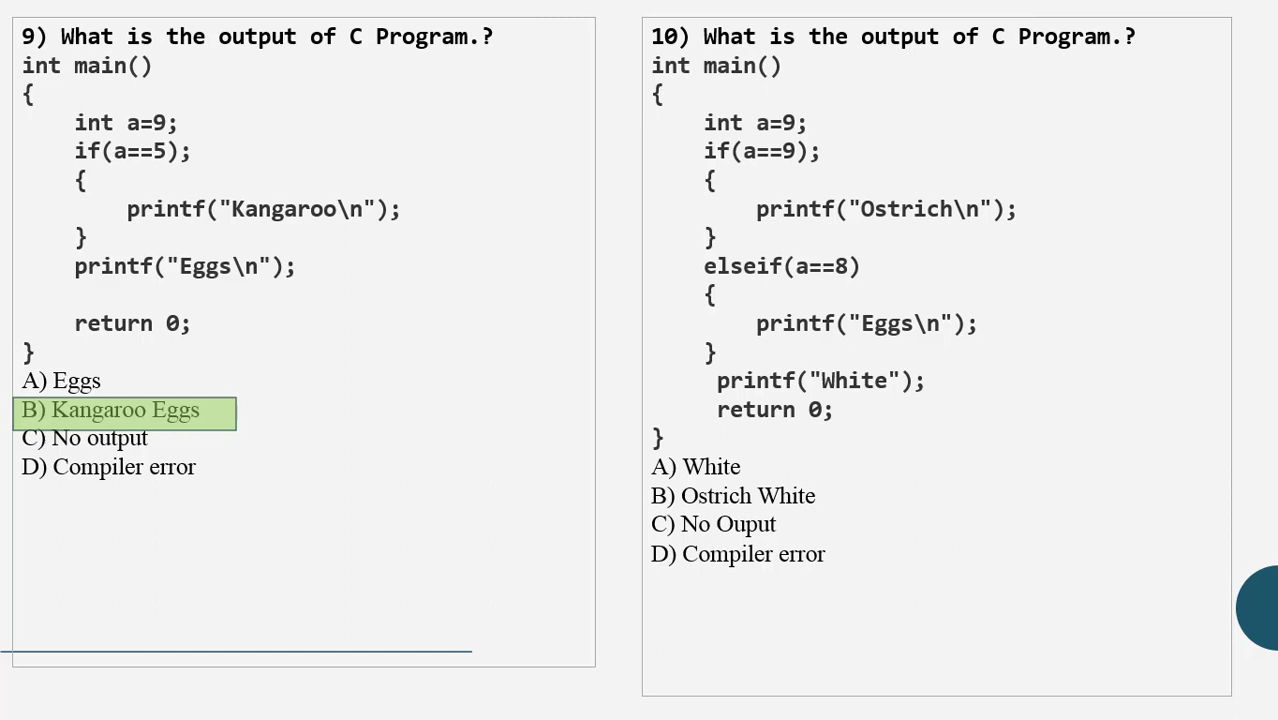 9) What is the output of C Program.?
int main()
{
    int a=9;
    if(a==5);
    {
        printf("Kangaroo\n");
    }
    printf("Eggs\n");

    return 0;
}
A) Eggs
B) Kangaroo Eggs
C) No output
D) Compiler error
10) What is the output of C Program.?
int main()
{
    int a=9;
    if(a==9);
    {
        printf("Ostrich\n");
    }
    elseif(a==8)
    {
        printf("Eggs\n");
    }
     printf("White");
     return 0;
}
A) White
B) Ostrich White
C) No Ouput
D) Compiler error